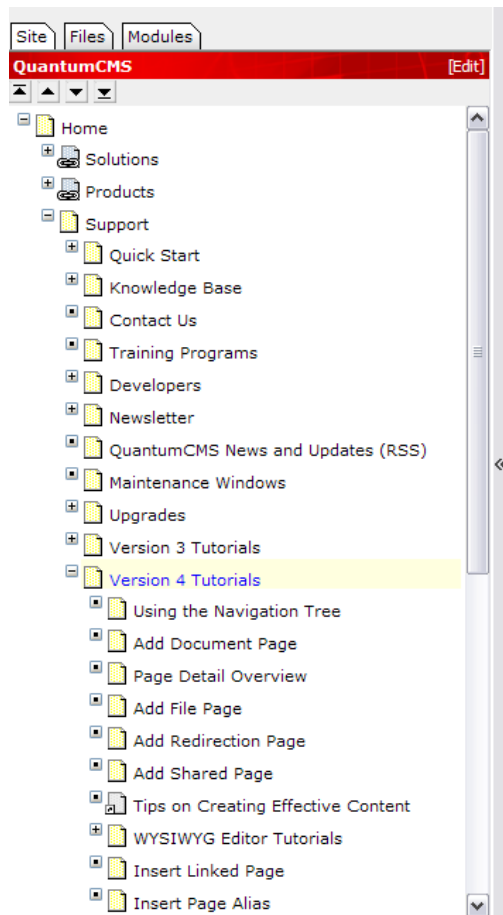 Site Files Modules
QuantumCMS [Edit]
Home
Solutions
Products
Support
Quick Start
Knowledge Base
Contact Us
Training Programs
Developers
Newsletter
QuantumCMS News and Updates (RSS)
Maintenance Windows
Upgrades
Version 3 Tutorials
Version 4 Tutorials
Using the Navigation Tree
Add Document Page
Page Detail Overview
Add File Page
Add Redirection Page
Add Shared Page
Tips on Creating Effective Content
WYSIWYG Editor Tutorials
Insert Linked Page
Insert Page Alias